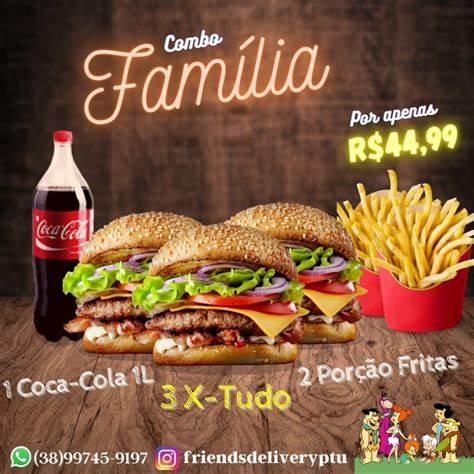 Combo
Família
Por apenas
R$44,99
Coca-Cola
1 Coca-Cola 1L
3 X-Tudo
2 Porção Fritas
(38)99745-9197 friendsdeliveryptu